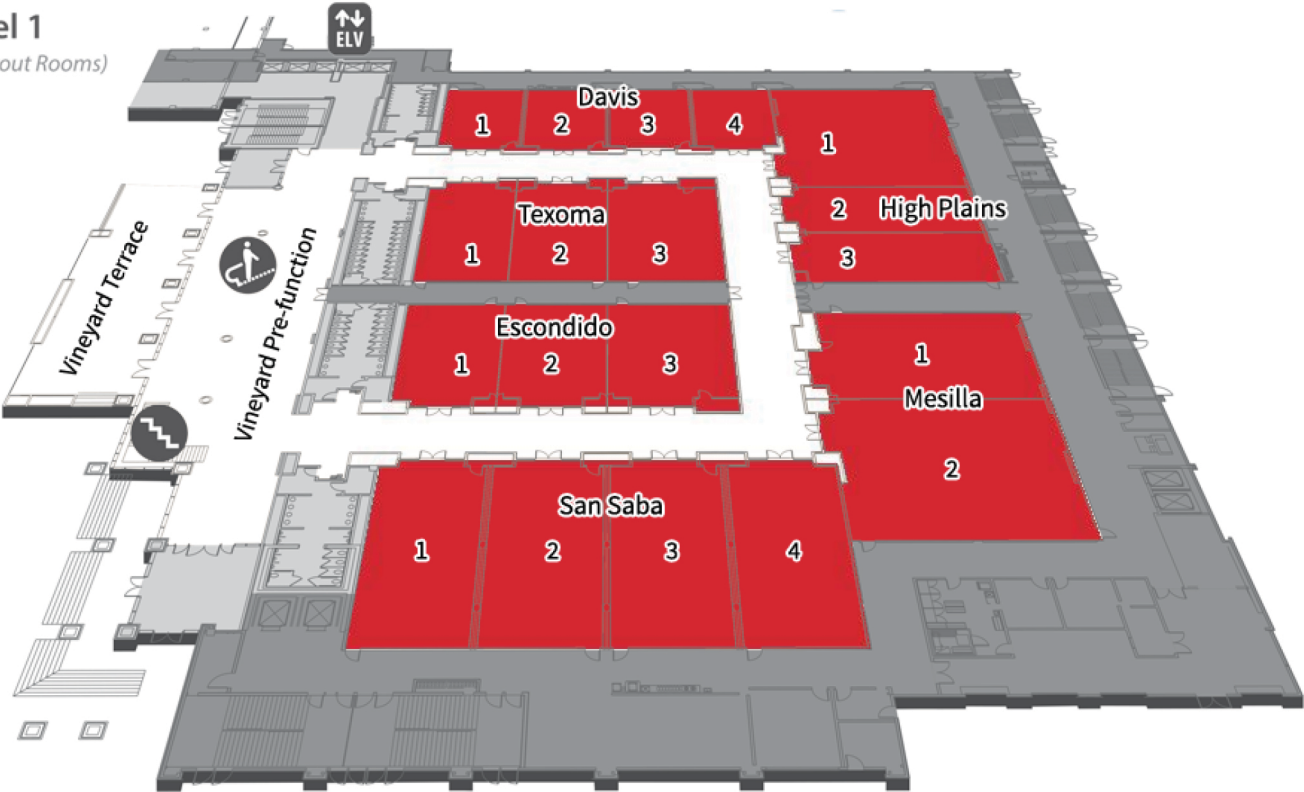 el 1
out Rooms)
ELV
Davis
1 2 3 4
1
2 High Plains
3
Texoma
1 2 3
Escondido
1 2 3
1
Mesilla
2
San Saba
1 2 3 4
Vineyard Terrace
Vineyard Pre-function